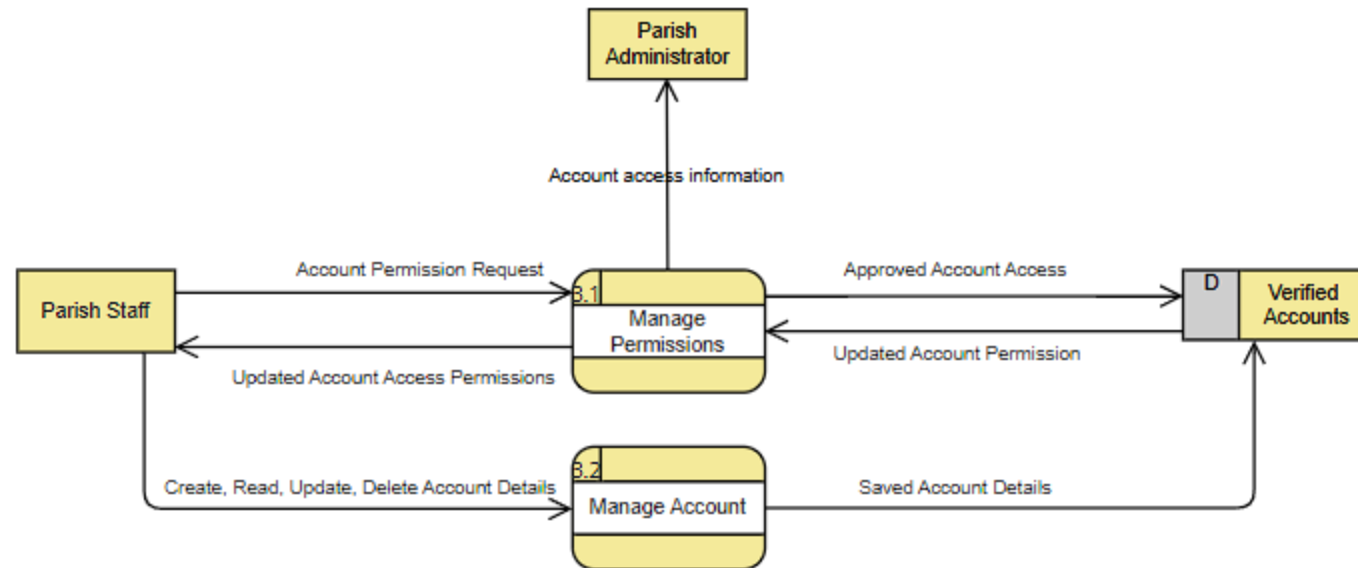 Parish
Administrator
Account access information
Account Permission Request
Approved Account Access
Parish Staff
3.1
Manage
Permissions
D
Verified
Accounts
Updated Account Access Permissions
Updated Account Permission
3.2
Create, Read, Update, Delete Account Details
Manage Account
Saved Account Details